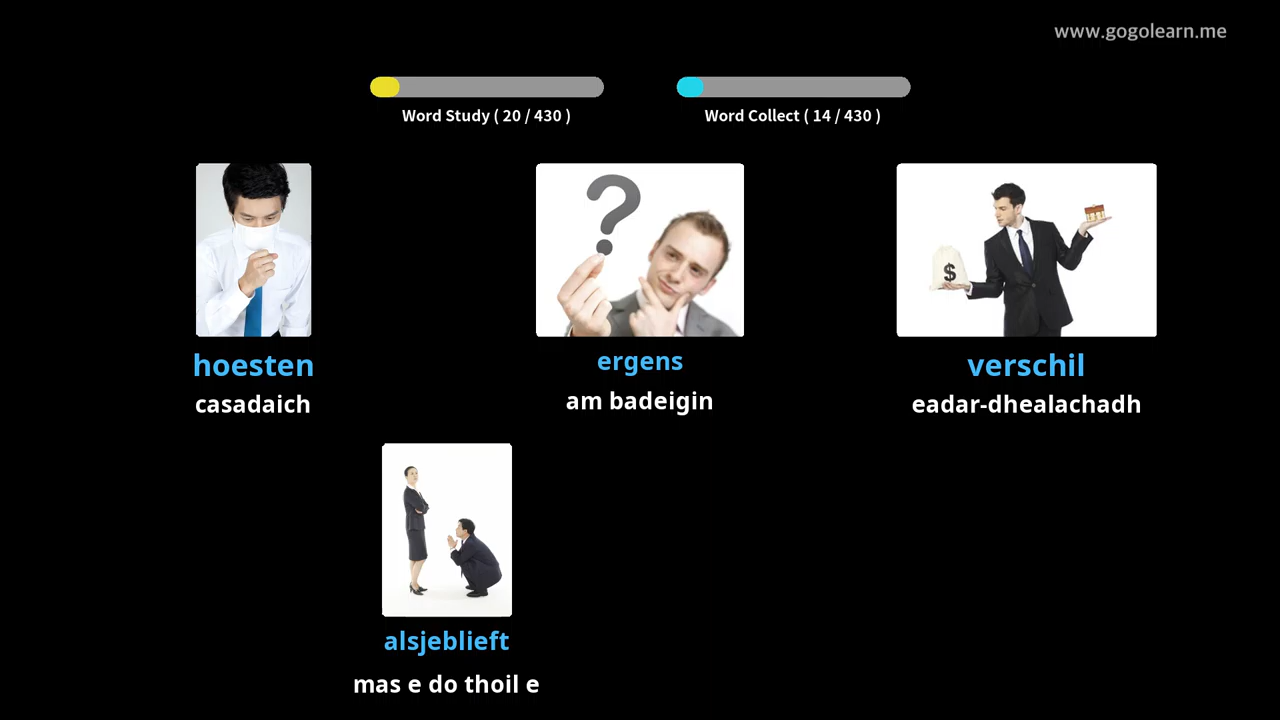 www.gogolearn.me
Word Study ( 20 / 430 )
Word Collect ( 14 / 430 )
?
$
hoesten
casadaich
ergens
am badeigin
verschil
eadar-dhealachadh
alsjeblieft
mas e do thoil e